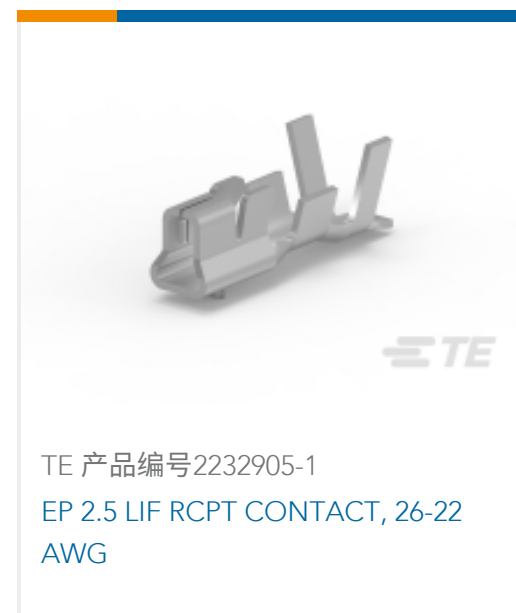 TE
TE 产品编号2232905-1
EP 2.5 LIF RCPT CONTACT, 26-22
AWG